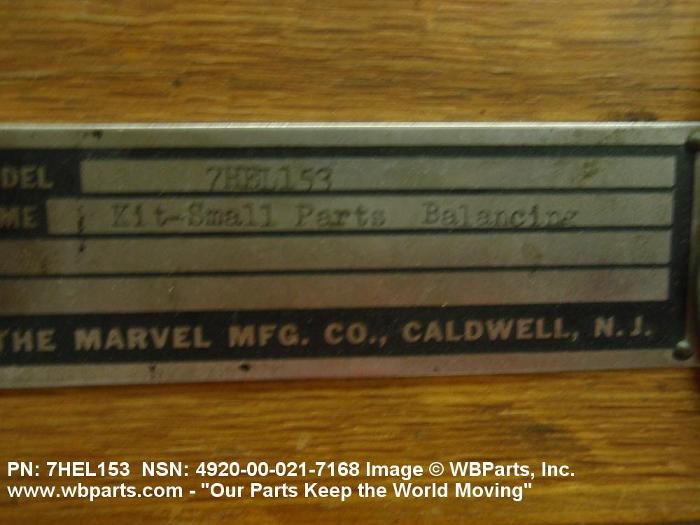 DEL 7HEL153
ME Kit-Small Parts Balancing
THE MARVEL MFG. CO., CALDWELL, N.J.
PN: 7HEL153 NSN: 4920-00-021-7168 Image © WBParts, Inc.
www.wbparts.com - "Our Parts Keep the World Moving"